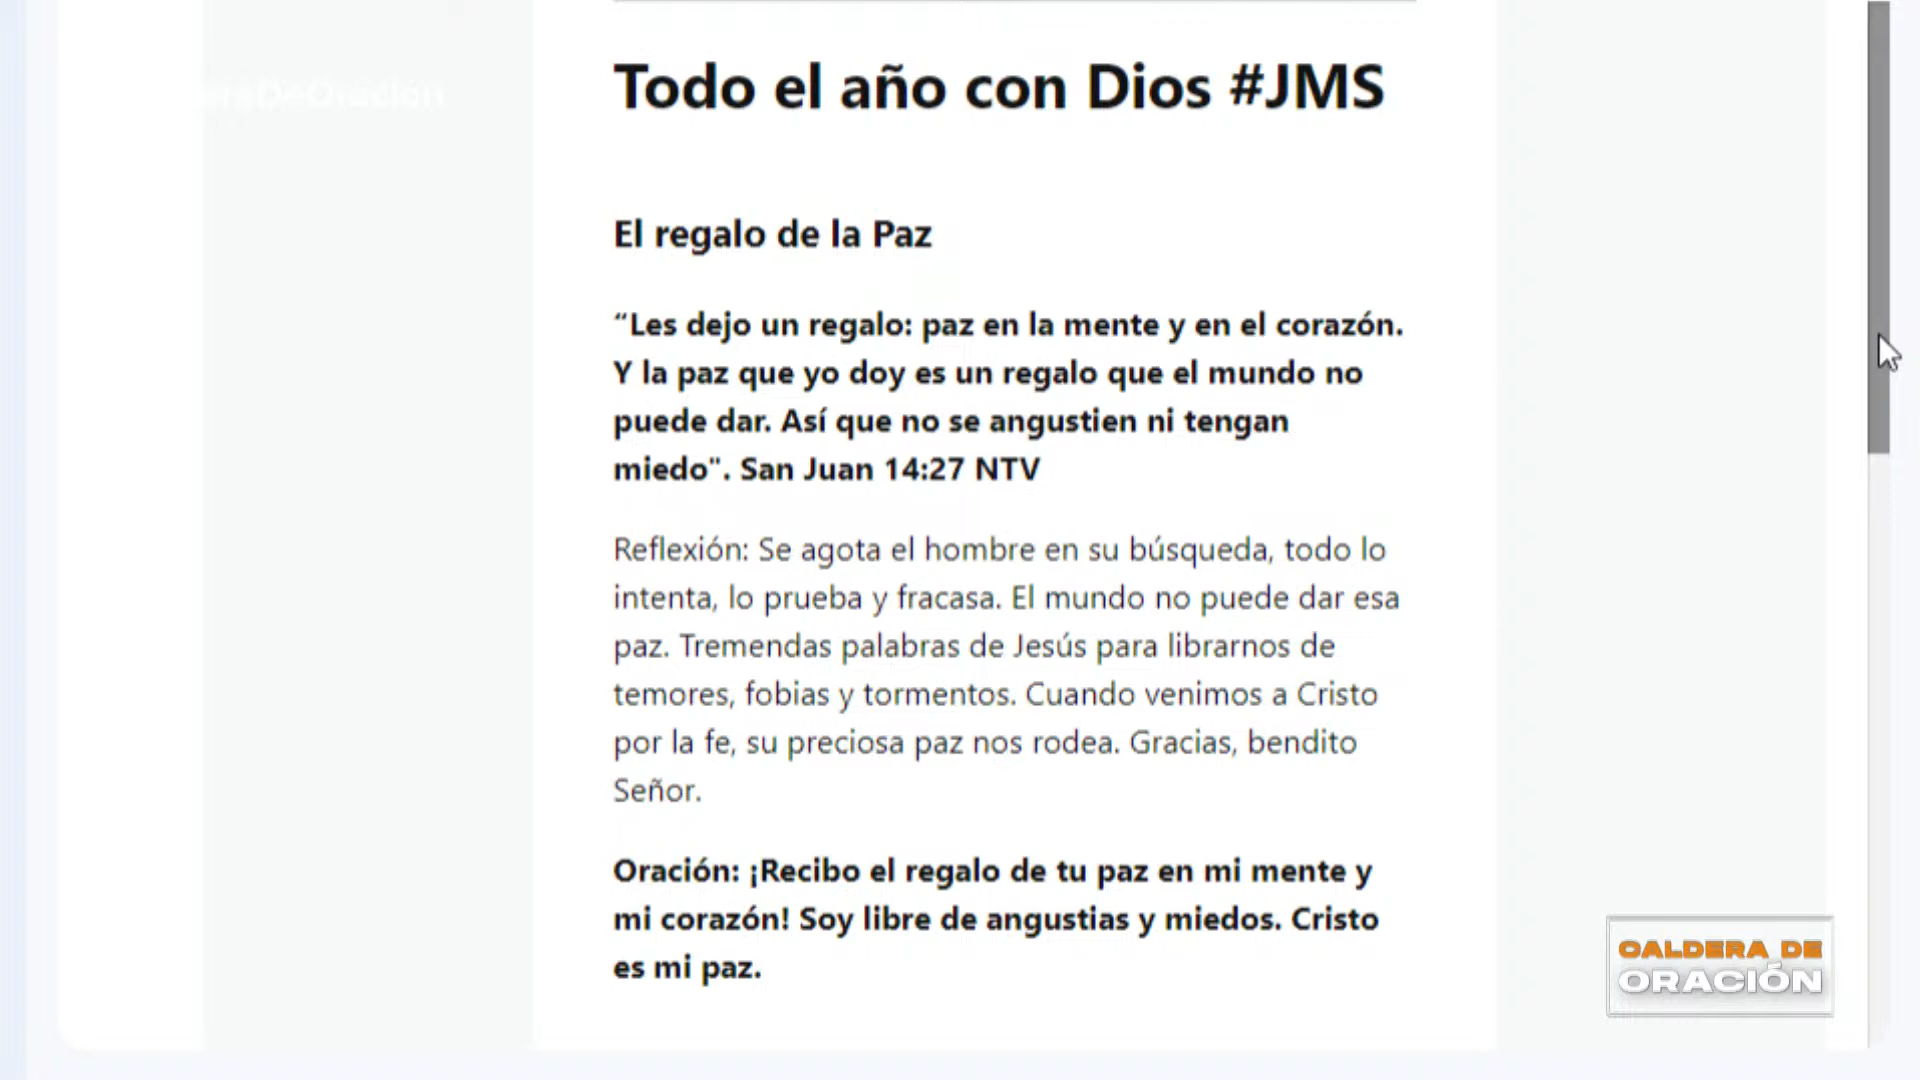 Todo el año con Dios #JMS
El regalo de la Paz
“Les dejo un regalo: paz en la mente y en el corazón.
Y la paz que yo doy es un regalo que el mundo no
puede dar. Así que no se angustien ni tengan
miedo". San Juan 14:27 NTV
Reflexión: Se agota el hombre en su búsqueda, todo lo
intenta, lo prueba y fracasa. El mundo no puede dar esa
paz. Tremendas palabras de Jesús para librarnos de
temores, fobias y tormentos. Cuando venimos a Cristo
por la fe, su preciosa paz nos rodea. Gracias, bendito
Señor.
Oración: ¡Recibo el regalo de tu paz en mi mente y
mi corazón! Soy libre de angustias y miedos. Cristo
es mi paz.
CALDERA DE
ORACIÓN